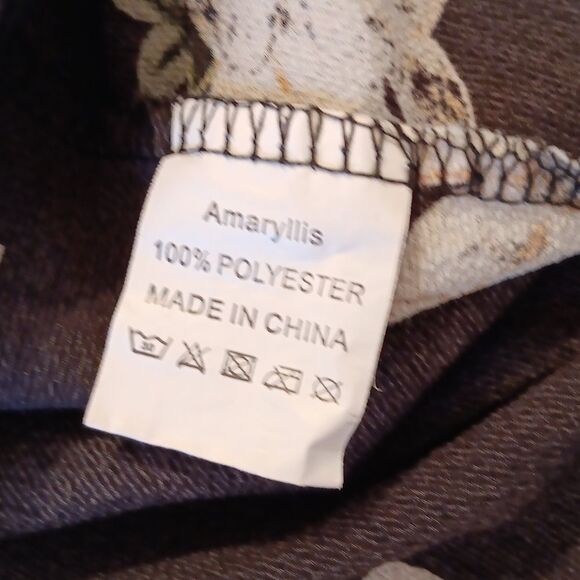 Amaryllis
100% POLYESTER
MADE IN CHINA